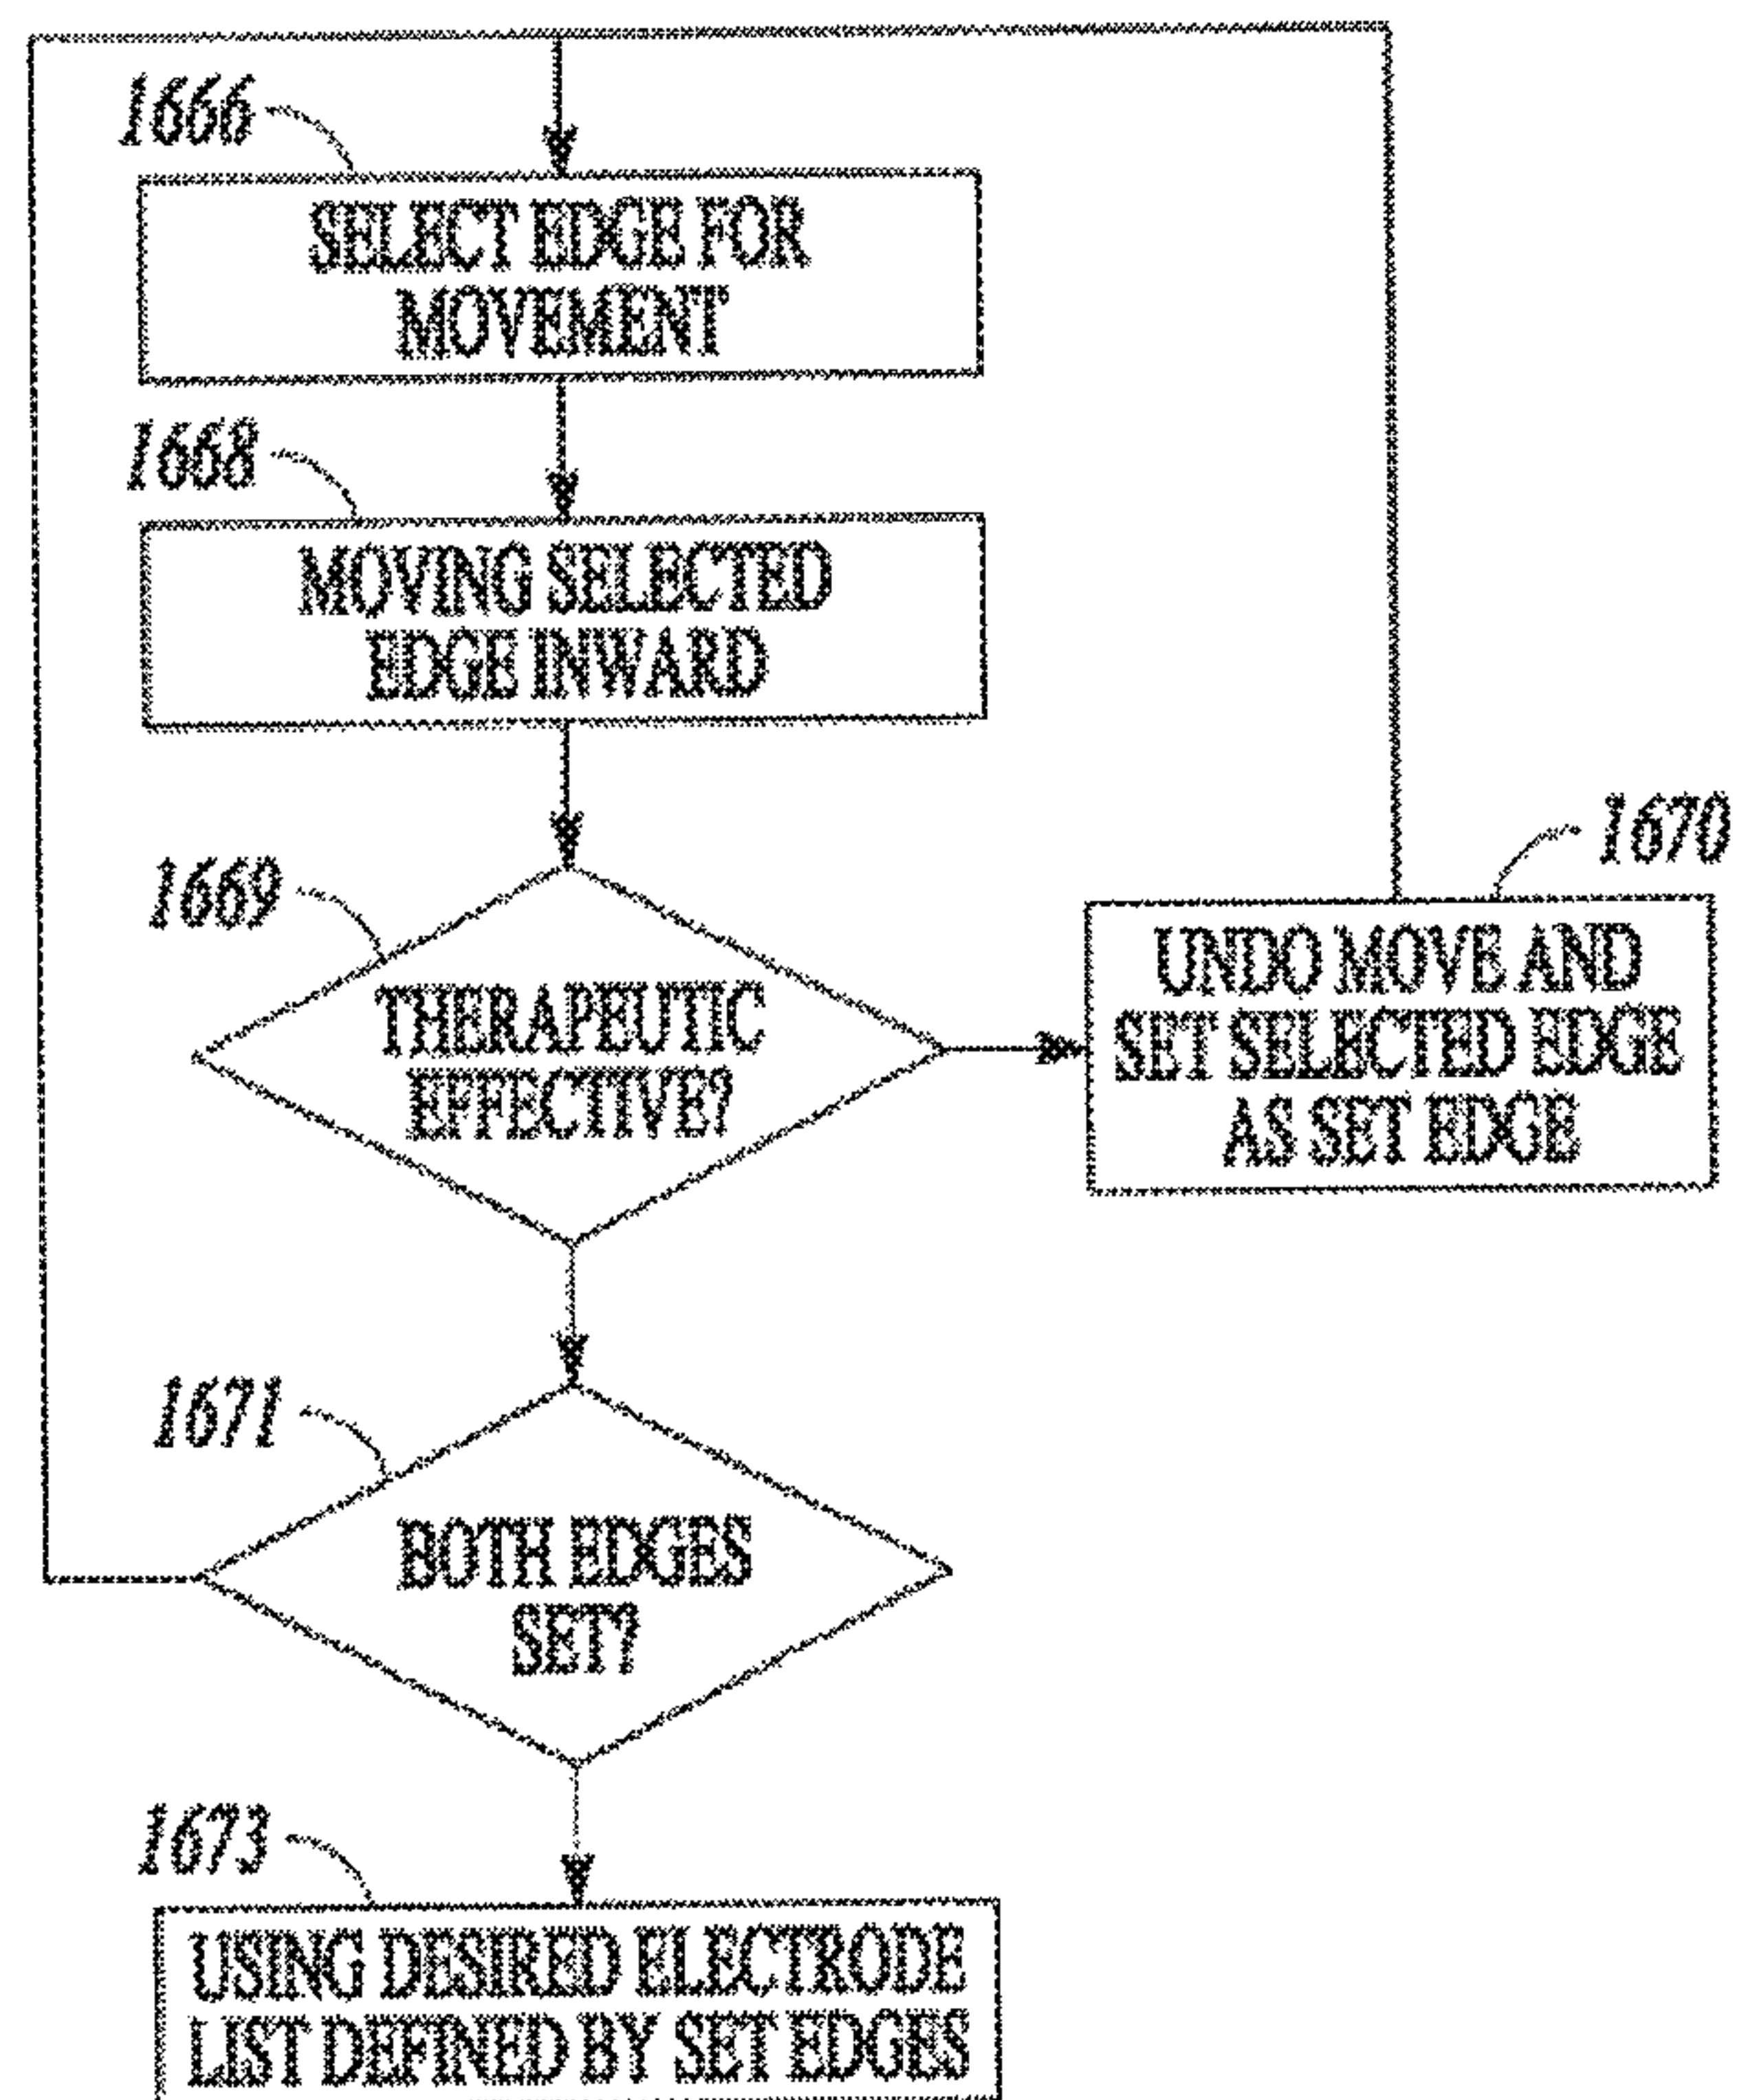 1666
SELECT EDGE FOR
MOVEMENT
1668
MOVING SELECTED
EDGE INWARD
1669
THERAPEUTIC
EFFECTIVE?
1670
UNDO MOVE AND
SET SELECTED EDGE
AS SET EDGE
1671
BOTH EDGES
SET?
1673
USING DESIRED ELECTRODE
LIST DEFINED BY SET EDGES